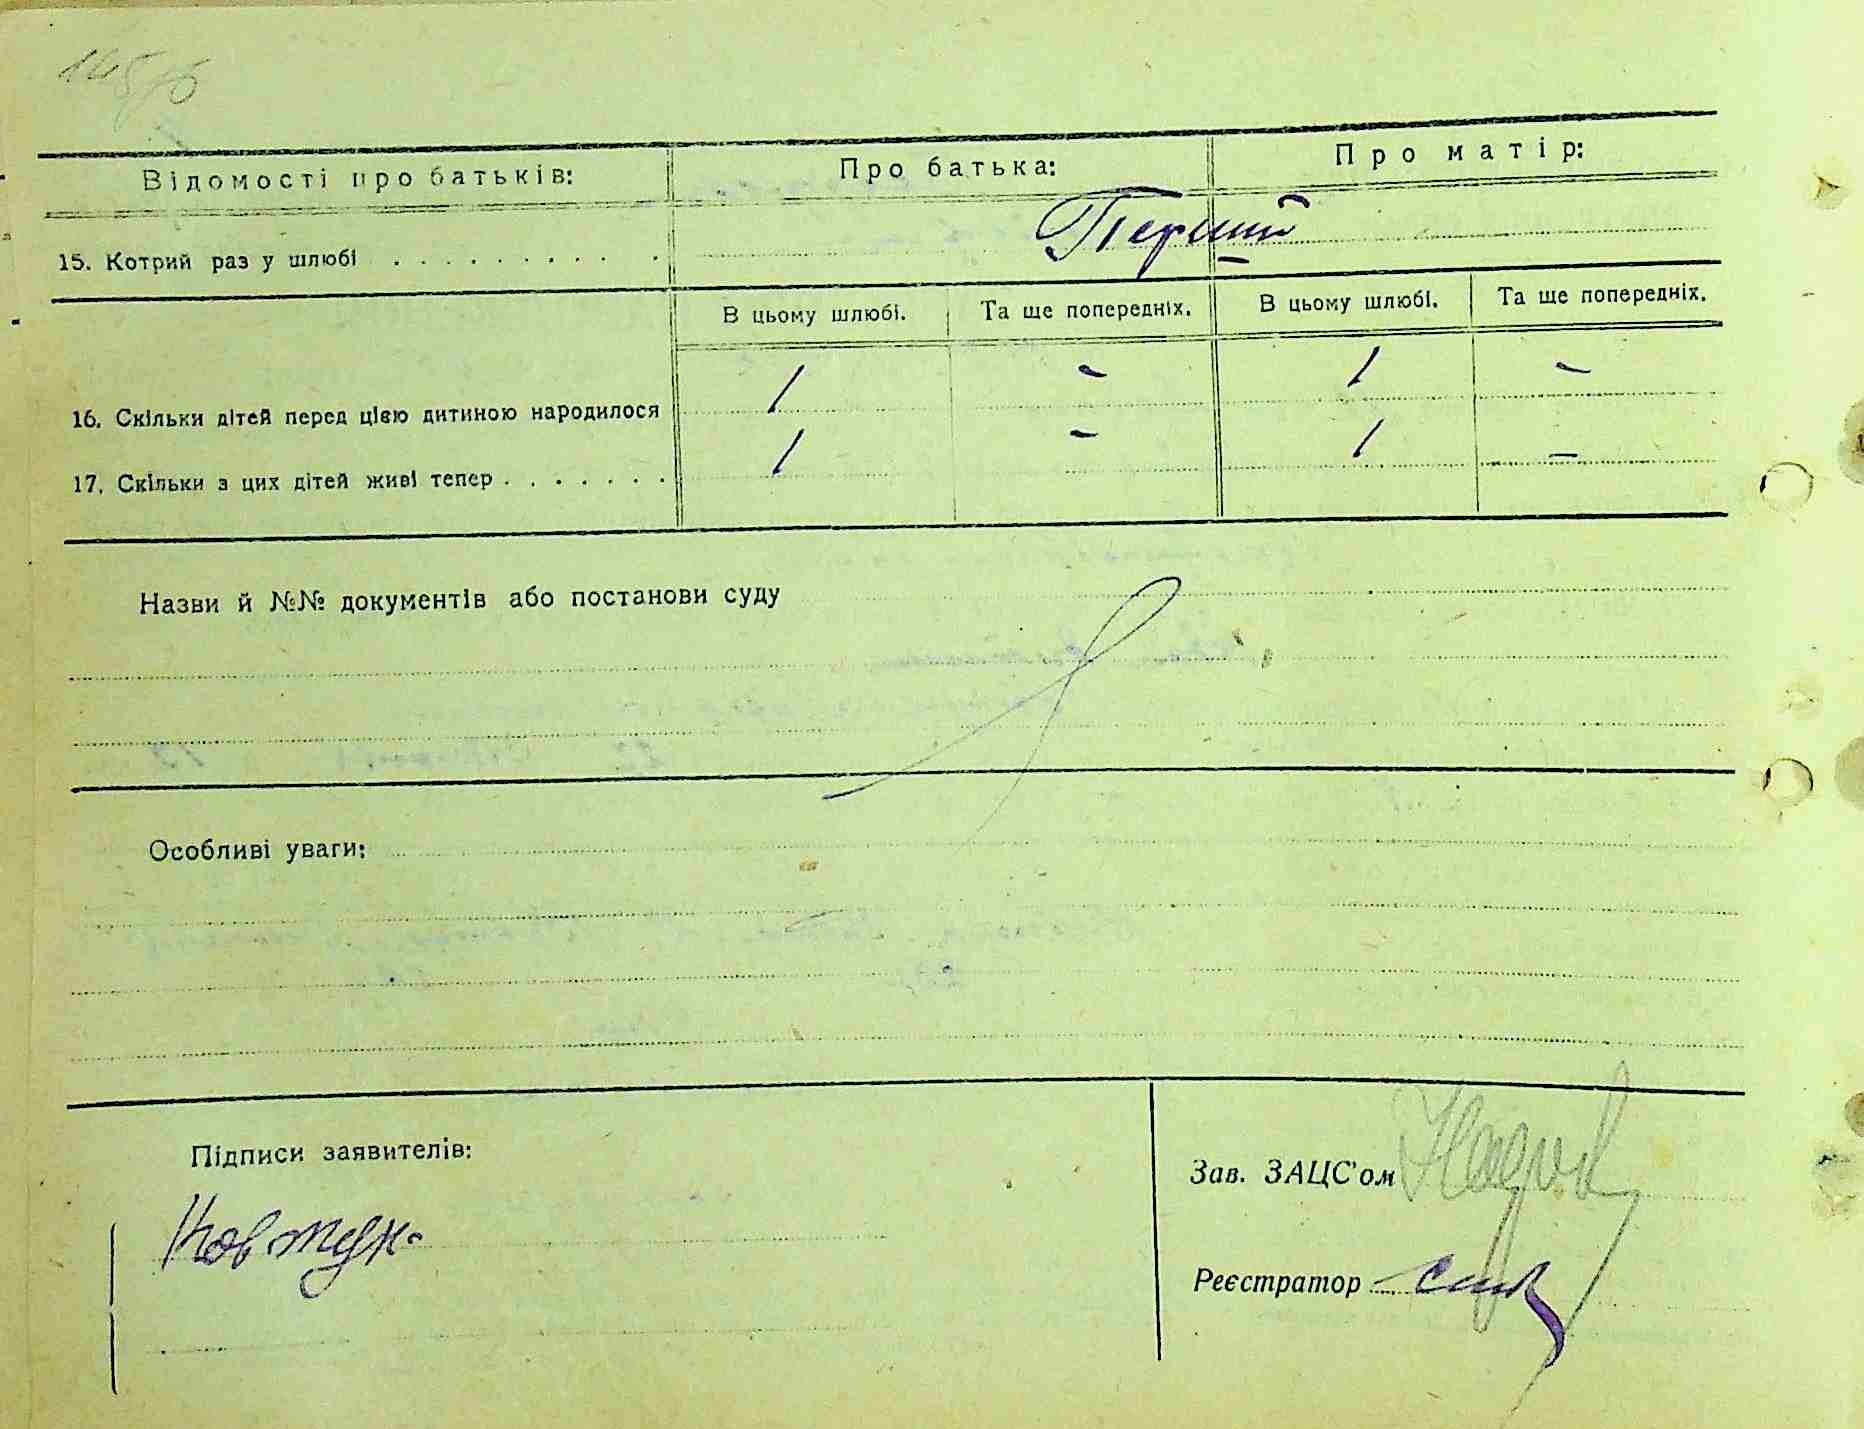 Відомості про батьків: Про батька: Про матір:
15. Котрий раз у шлюбі . . . . . . . . . . Перший
В цьому шлюбі. Та ще попередніх. В цьому шлюбі. Та ще попередніх.
16. Скільки дітей перед цією дитиною народилося 1 - 1 -
17. Скільки з цих дітей живі тепер . . . . . . . 1 - 1 -
Назви й №№ документів або постанови суду
Особливі уваги:
Підписи заявителів:
Зав. ЗАЦС'ом
Ковтун
Реєстратор